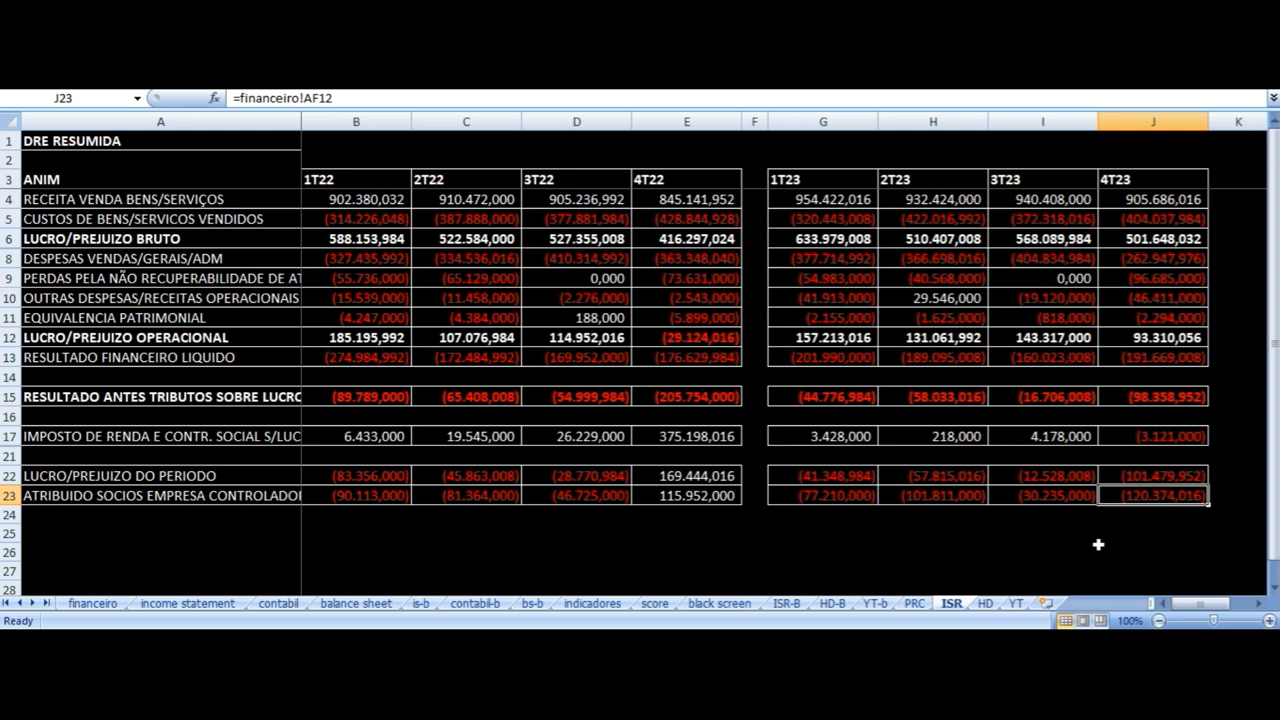 J23 fx =financeiro!AF12
A B C D E F G H I J K
1 DRE RESUMIDA
2
3 ANIM 1T22 2T22 3T22 4T22 1T23 2T23 3T23 4T23
4 RECEITA VENDA BENS/SERVIÇOS 902.380,032 910.472,000 905.236,992 845.141,952 954.422,016 932.424,000 940.408,000 905.686,016
5 CUSTOS DE BENS/SERVICOS VENDIDOS (314.226,048) (387.888,000) (377.881,984) (428.844,928) (320.443,008) (422.016,992) (372.318,016) (404.037,984)
6 LUCRO/PREJUIZO BRUTO 588.153,984 522.584,000 527.355,008 416.297,024 633.979,008 510.407,008 568.089,984 501.648,032
8 DESPESAS VENDAS/GERAIS/ADM (327.435,992) (334.536,016) (410.314,992) (363.348,040) (377.714,992) (366.698,016) (404.834,984) (262.947,976)
9 PERDAS PELA NÃO RECUPERABILIDADE DE AT (55.736,000) (65.129,000) 0,000 (73.631,000) (54.983,000) (40.568,000) 0,000 (96.685,000)
10 OUTRAS DESPESAS/RECEITAS OPERACIONAIS (15.539,000) (11.458,000) (2.276,000) (2.543,000) (41.913,000) 29.546,000 (19.120,000) (46.411,000)
11 EQUIVALENCIA PATRIMONIAL (4.247,000) (4.384,000) 188,000 (5.899,000) (2.155,000) (1.625,000) (818,000) (2.294,000)
12 LUCRO/PREJUIZO OPERACIONAL 185.195,992 107.076,984 114.952,016 (29.124,016) 157.213,016 131.061,992 143.317,000 93.310,056
13 RESULTADO FINANCEIRO LIQUIDO (274.984,992) (172.484,992) (169.952,000) (176.629,984) (201.990,000) (189.095,008) (160.023,008) (191.669,008)
14
15 RESULTADO ANTES TRIBUTOS SOBRE LUCRO (89.789,000) (65.408,008) (54.999,984) (205.754,000) (44.776,984) (58.033,016) (16.706,008) (98.358,952)
16
17 IMPOSTO DE RENDA E CONTR. SOCIAL S/LUC 6.433,000 19.545,000 26.229,000 375.198,016 3.428,000 218,000 4.178,000 (3.121,000)
21
22 LUCRO/PREJUIZO DO PERIODO (83.356,000) (45.863,008) (28.770,984) 169.444,016 (41.348,984) (57.815,016) (12.528,008) (101.479,952)
23 ATRIBUIDO SOCIOS EMPRESA CONTROLADO (90.113,000) (81.364,000) (46.725,000) 115.952,000 (77.210,000) (101.811,000) (30.235,000) (120.374,016)
24
25
26
27
28
financeiro income statement contabil balance sheet is-b contabil-b bs-b indicadores score black screen ISR-B HD-B YT-b PRC ISR HD YT
Ready 100%